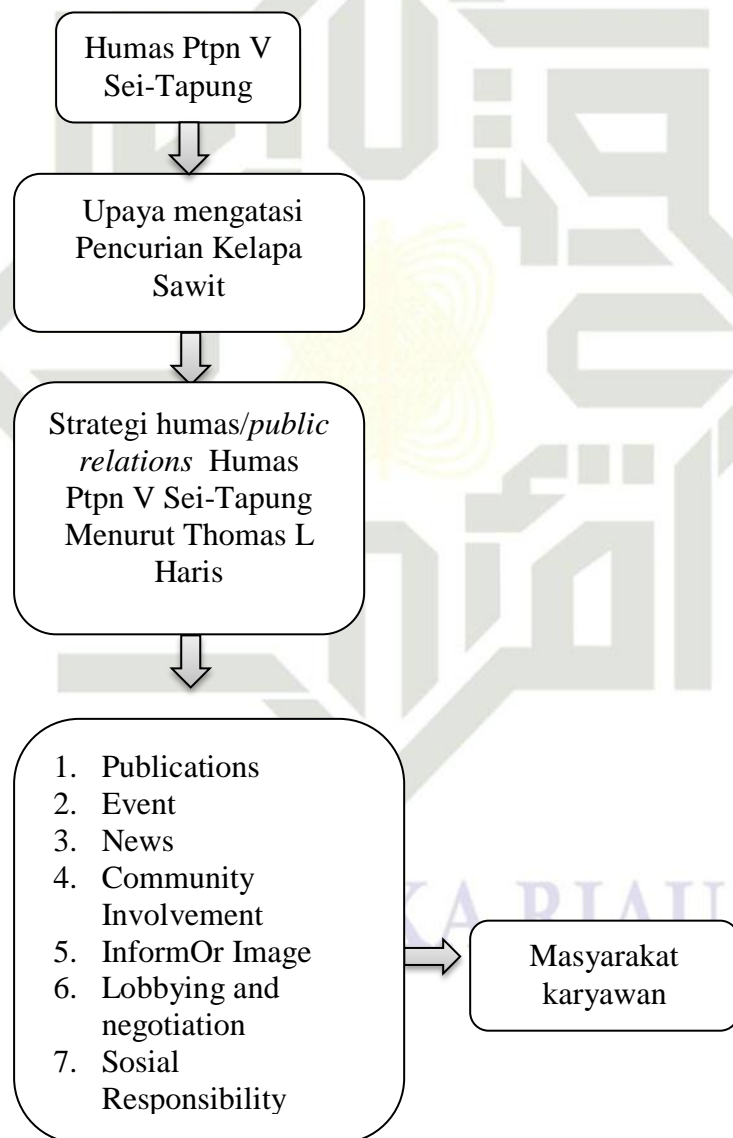 Humas Ptpn V
Sei-Tapung
Upaya mengatasi
Pencurian Kelapa
Sawit
Strategi humas/public
relations Humas
Ptpn V Sei-Tapung
Menurut Thomas L
Haris
1. Publications
2. Event
3. News
4. Community
Involvement
5. InformOr Image
6. Lobbying and
negotiation
7. Sosial
Responsibility
KA RIAU
Masyarakat
karyawan